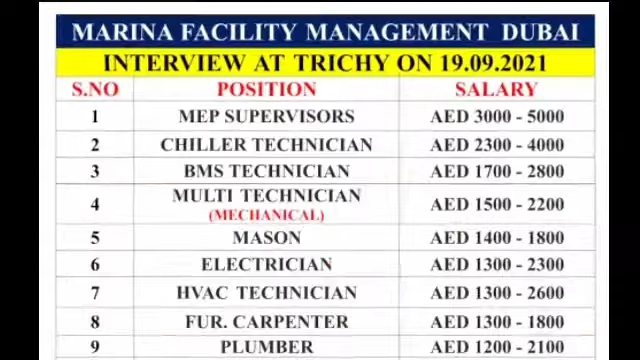 MARINA FACILITY MANAGEMENT DUBAI
INTERVIEW AT TRICHY ON 19.09.2021
S.NO POSITION SALARY
1 MEP SUPERVISORS AED 3000 - 5000
2 CHILLER TECHNICIAN AED 2300 - 4000
3 BMS TECHNICIAN AED 1700 - 2800
4 MULTI TECHNICIAN (MECHANICAL) AED 1500 - 2200
5 MASON AED 1400 - 1800
6 ELECTRICIAN AED 1300 - 2300
7 HVAC TECHNICIAN AED 1300 - 2600
8 FUR. CARPENTER AED 1300 - 1800
9 PLUMBER AED 1200 - 2100